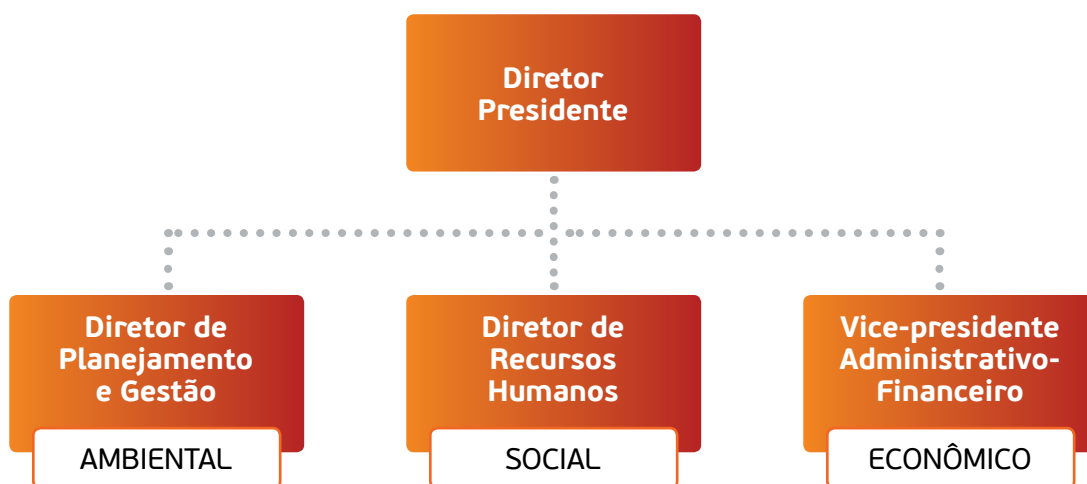 Diretor
Presidente
Diretor de
Planejamento
e Gestão
AMBIENTAL
Diretor de
Recursos
Humanos
SOCIAL
Vice-presidente
Administrativo-
Financeiro
ECONÔMICO